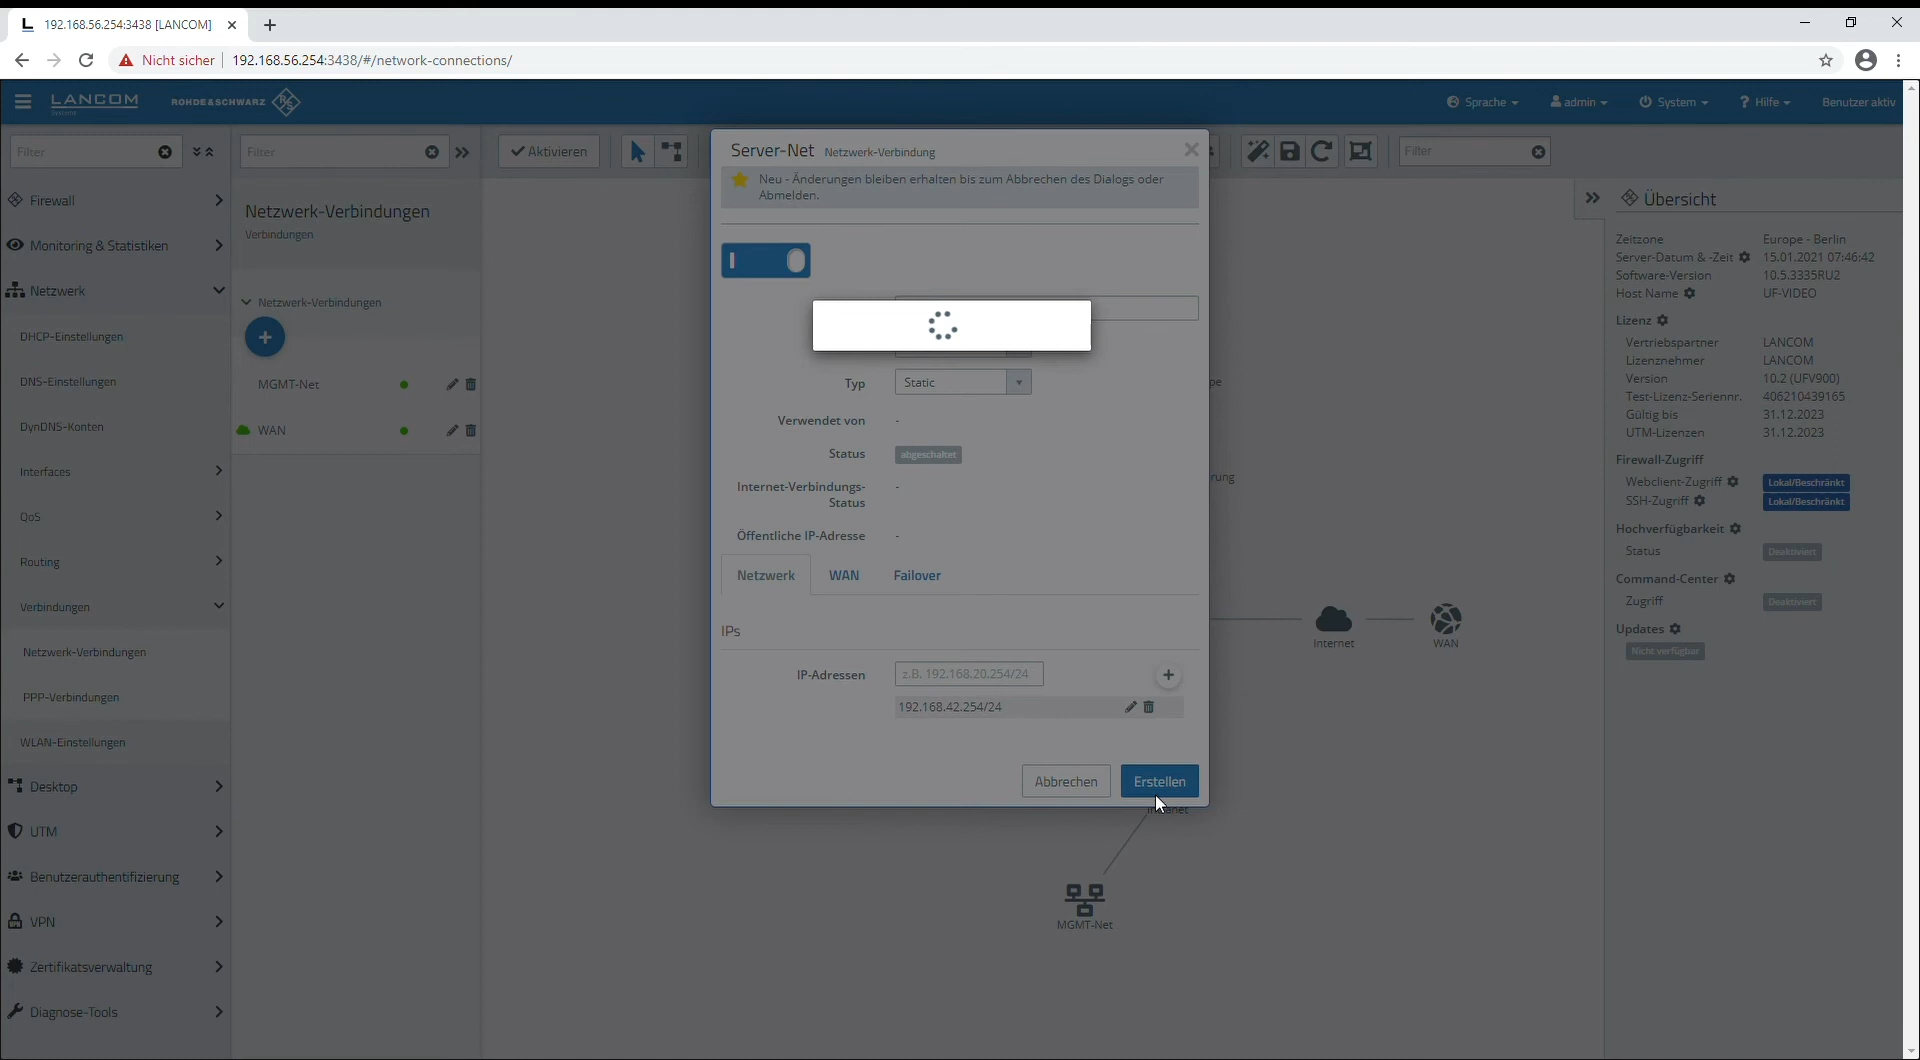 192.168.56.254:3438 [LANCOM]
Nicht sicher
192.168.56.254:3438/#/network-connections/
LANCOM
Systems
ROHDE&SCHWARZ
R&S
Sprache
admin
System
Hilfe
Benutzer aktiv
Filter
Filter
Aktivieren
Filter
Firewall
Monitoring & Statistiken
Netzwerk
DHCP-Einstellungen
DNS-Einstellungen
DynDNS-Konten
Interfaces
QoS
Routing
Verbindungen
Netzwerk-Verbindungen
PPP-Verbindungen
WLAN-Einstellungen
Desktop
UTM
Benutzerauthentifizierung
VPN
Zertifikatsverwaltung
Diagnose-Tools
Netzwerk-Verbindungen
Verbindungen
Netzwerk-Verbindungen
MGMT-Net
WAN
Server-Net Netzwerk-Verbindung
Neu - Änderungen bleiben erhalten bis zum Abbrechen des Dialogs oder
Abmelden.
Typ
Static
Verwendet von
-
Status
abgeschaltet
Internet-Verbindungs-
Status
-
Öffentliche IP-Adresse
-
Netzwerk
WAN
Failover
IPs
IP-Adressen
z.B. 192.168.20.254/24
192.168.42.254/24
Abbrechen
Erstellen
pe
rung
Internet
WAN
MGMT-Net
Übersicht
Zeitzone
Europe - Berlin
Server-Datum & -Zeit
15.01.2021 07:46:42
Software-Version
10.5.3335RU2
Host Name
UF-VIDEO
Lizenz
Vertriebspartner
LANCOM
Lizenznehmer
LANCOM
Version
10.2 (UFV900)
Test-Lizenz-Seriennr.
406210439165
Gültig bis
31.12.2023
UTM-Lizenzen
31.12.2023
Firewall-Zugriff
Webclient-Zugriff
Lokal/Beschränkt
SSH-Zugriff
Lokal/Beschränkt
Hochverfügbarkeit
Status
Deaktiviert
Command-Center
Zugriff
Deaktiviert
Updates
Nicht verfügbar